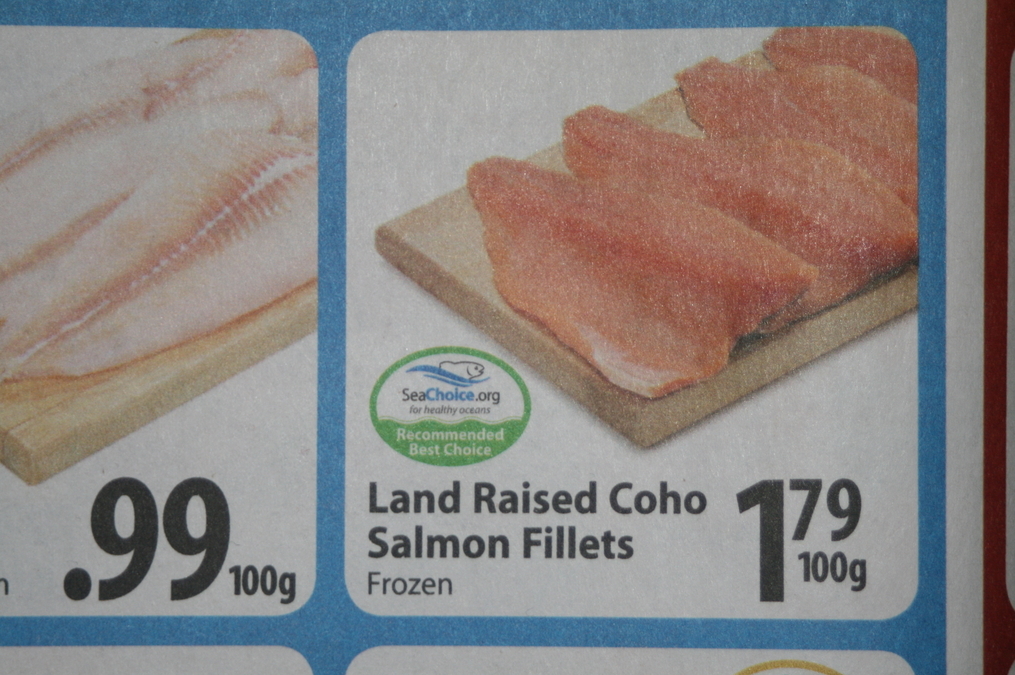 SeaChoice.org
for healthy oceans
Recommended
Best Choice
Land Raised Coho
Salmon Fillets
Frozen
179
100g
.99
100g